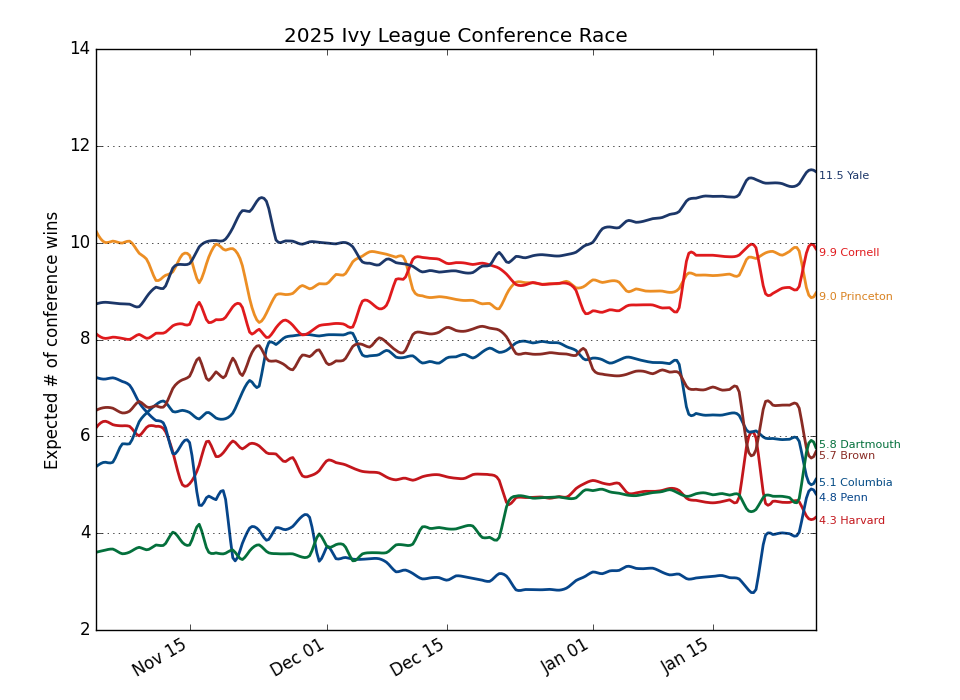 2025 Ivy League Conference Race
Expected # of conference wins
14
12
10
8
6
4
2
Nov 15
Dec 01
Dec 15
Jan 01
Jan 15
11.5 Yale
9.9 Cornell
9.0 Princeton
5.8 Dartmouth
5.7 Brown
5.1 Columbia
4.8 Penn
4.3 Harvard